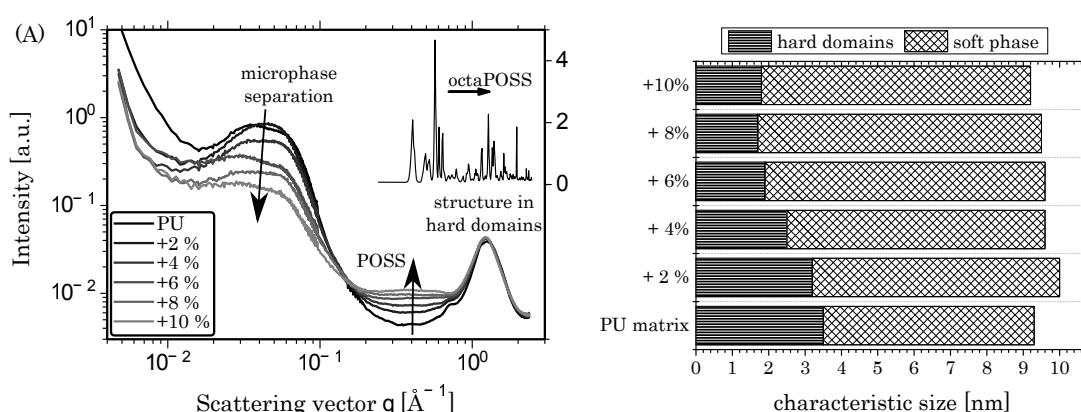 (A)
10¹
10⁰
10⁻¹
10⁻²
Intensity [a.u.]
microphase
separation
octaPOSS
4
2
0
structure in
hard domains
POSS
PU
+2 %
+4 %
+6 %
+8 %
+10 %
10⁻²
10⁻¹
10⁰
Scattering vector q [Å⁻¹]
hard domains
soft phase
+10%
+ 8%
+ 6%
+ 4%
+ 2 %
PU matrix
0 1 2 3 4 5 6 7 8 9 10
characteristic size [nm]